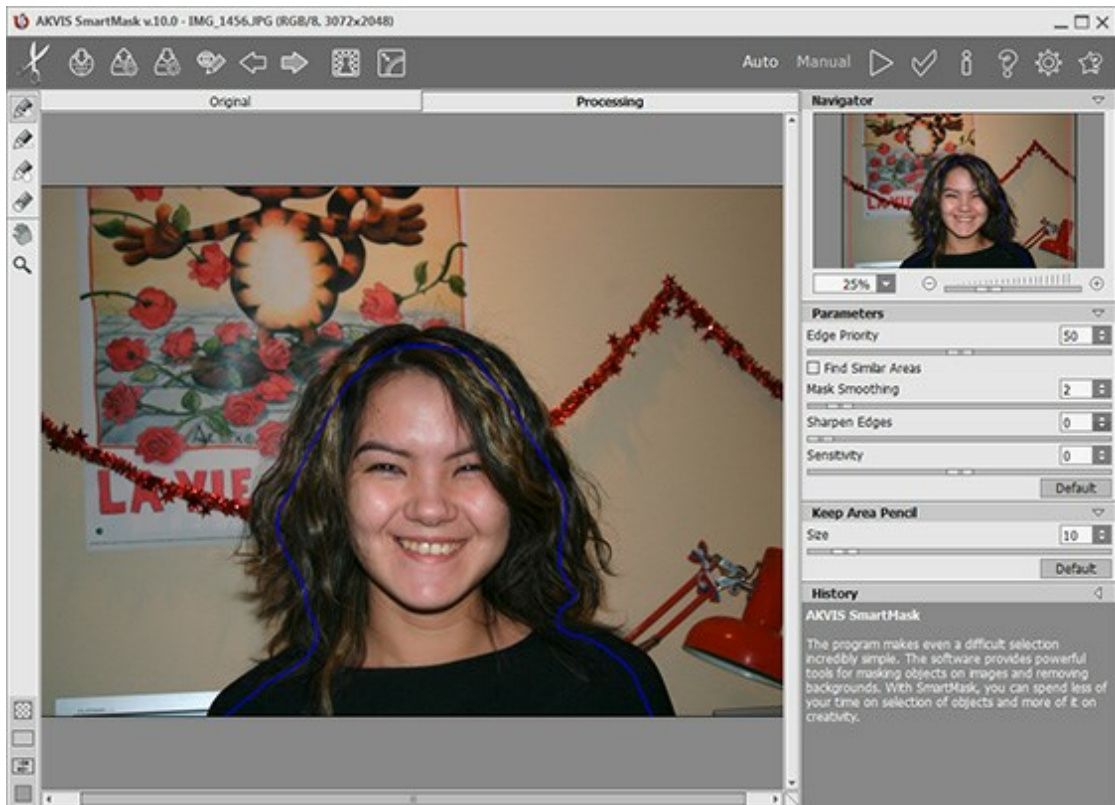 AKVIS SmartMask v.10.0 - IMG_1456.JPG (RGB/8, 3072x2048)
Auto Manual
Original Processing
Navigator
25%
Parameters
Edge Priority 50
Find Similar Areas
Mask Smoothing 2
Sharpen Edges 0
Sensitivity 0
Default
Keep Area Pencil
Size 10
Default
History
AKVIS SmartMask
The program makes even a difficult selection
incredibly simple. The software provides powerful
tools for masking objects on images and removing
backgrounds. With SmartMask, you can spend less of
your time on selection of objects and more of it on
creativity.
LA VIE